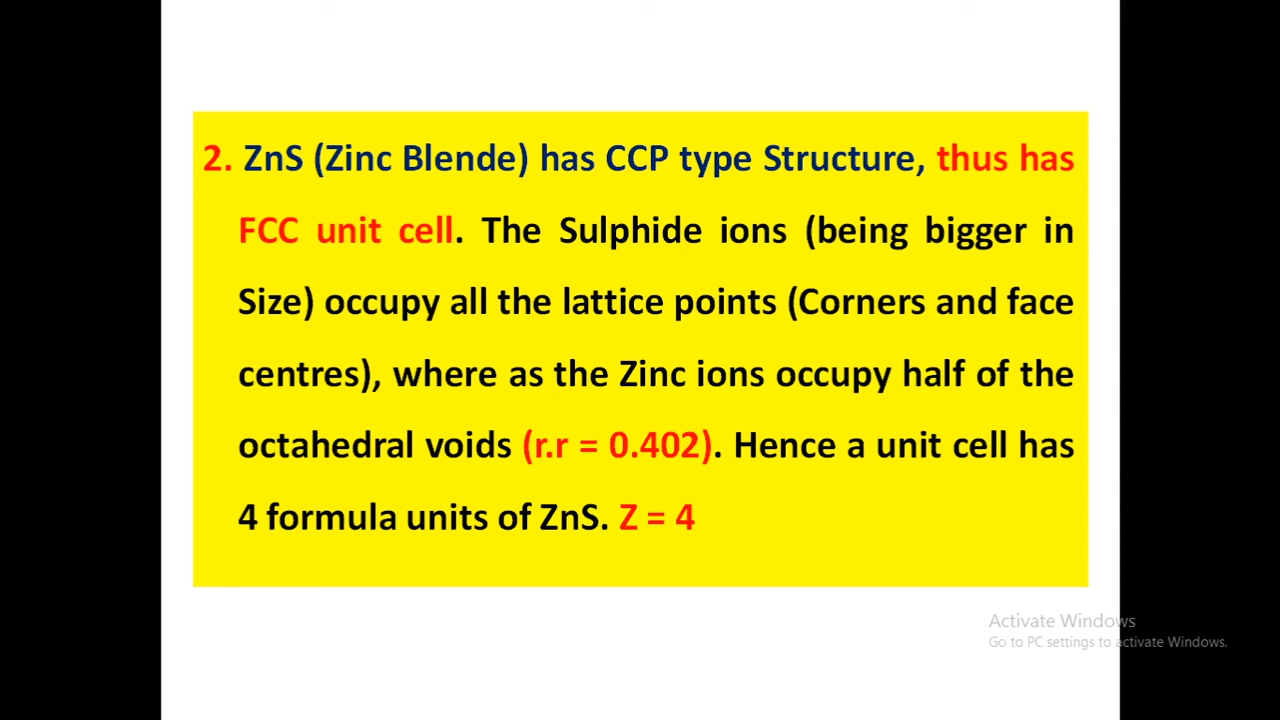 2. ZnS (Zinc Blende) has CCP type Structure, thus has
FCC unit cell. The Sulphide ions (being bigger in
Size) occupy all the lattice points (Corners and face
centres), where as the Zinc ions occupy half of the
octahedral voids (r.r = 0.402). Hence a unit cell has
4 formula units of ZnS. Z = 4
Activate Windows
Go to PC settings to activate Windows.